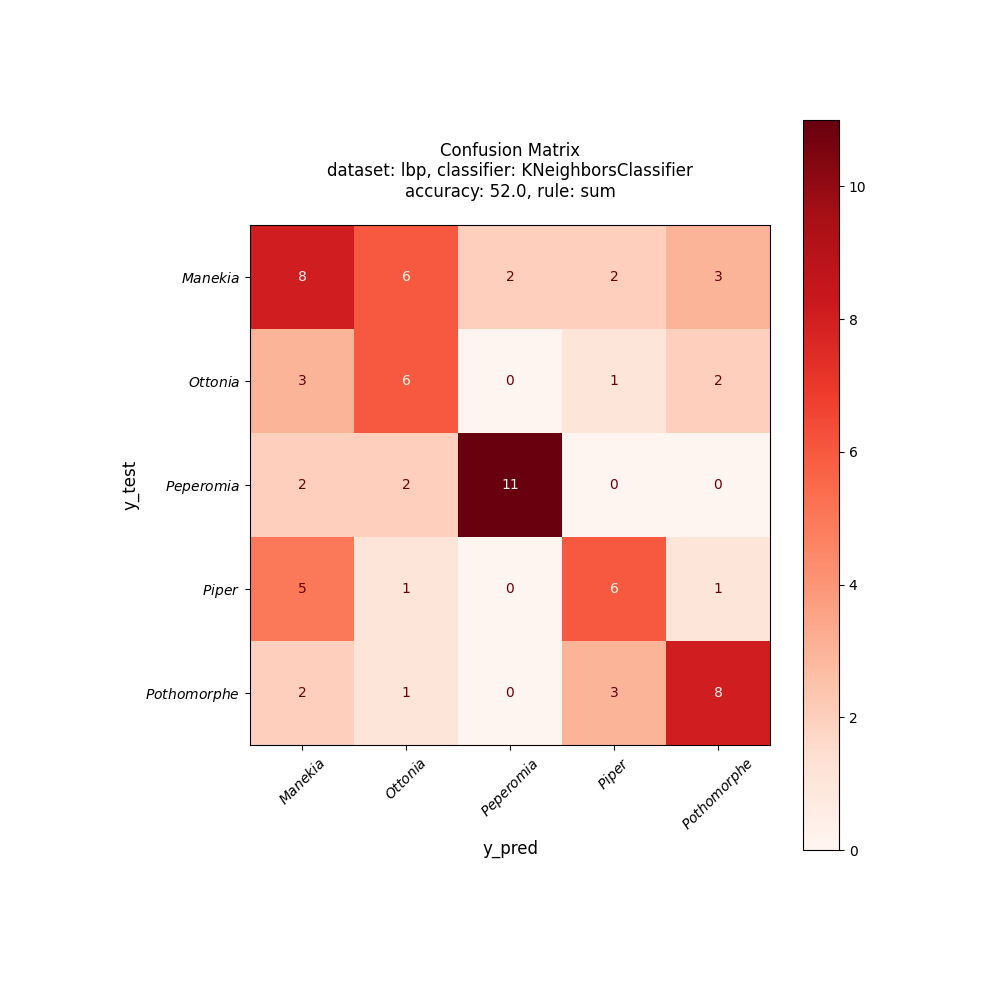 Confusion Matrix
dataset: lbp, classifier: KNeighborsClassifier
accuracy: 52.0, rule: sum
Manekia 8 6 2 2 3
Ottonia 3 6 0 1 2
Peperomia 2 2 11 0 0
Piper 5 1 0 6 1
Pothomorphe 2 1 0 3 8
Manekia Ottonia Peperomia Piper Pothomorphe
y_pred
y_test
10
8
6
4
2
0